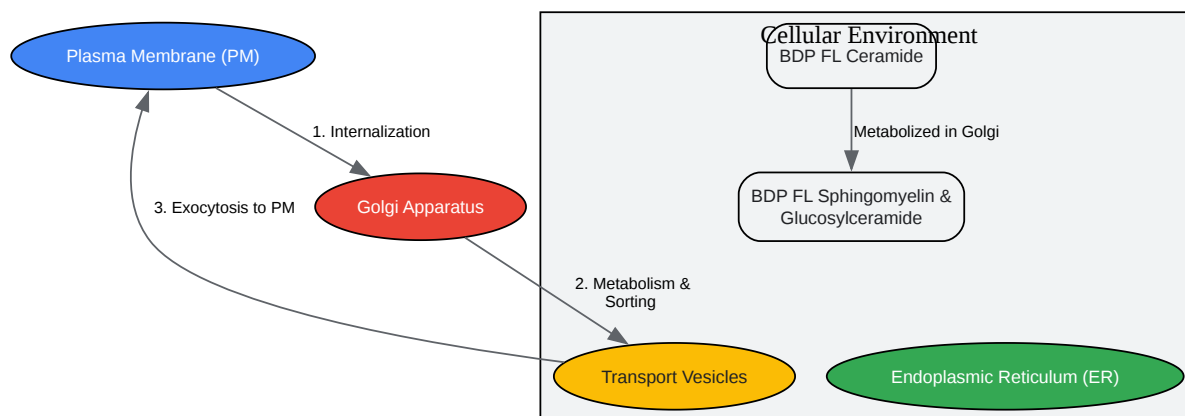 Cellular Environment
Plasma Membrane (PM)
BDP FL Ceramide
1. Internalization
Metabolized in Golgi
3. Exocytosis to PM
Golgi Apparatus
BDP FL Sphingomyelin &
Glucosylceramide
2. Metabolism &
Sorting
Transport Vesicles
Endoplasmic Reticulum (ER)